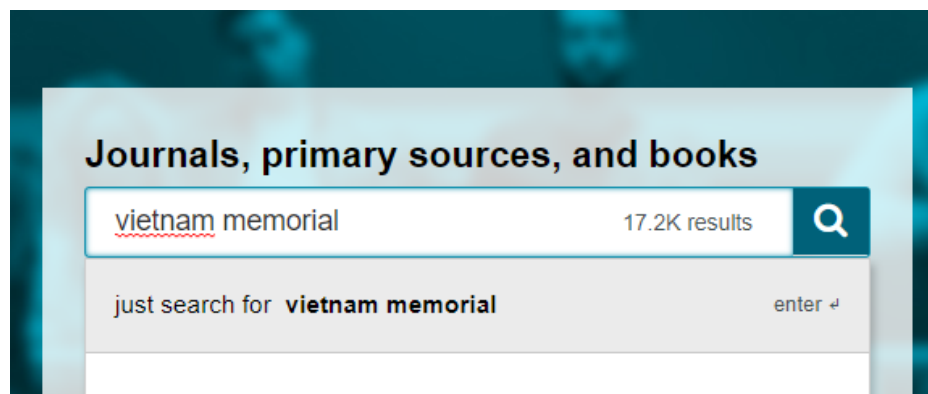 Journals, primary sources, and books
vietnam memorial 17.2K results
just search for vietnam memorial enter ↲